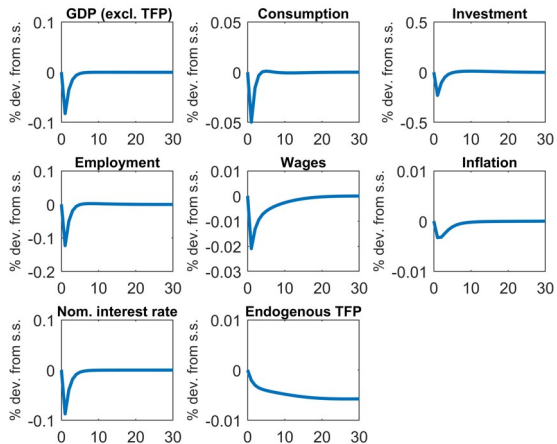 GDP (excl. TFP)
% dev. from s.s.
0.1
0
-0.1
0 10 20 30
Consumption
% dev. from s.s.
0.05
0
-0.05
0 10 20 30
Investment
% dev. from s.s.
0.5
0
-0.5
0 10 20 30
Employment
% dev. from s.s.
0.1
0
-0.1
-0.2
0 10 20 30
Wages
% dev. from s.s.
0.01
0
-0.01
-0.02
-0.03
0 10 20 30
Inflation
% dev. from s.s.
0.01
0
-0.01
0 10 20 30
Nom. interest rate
% dev. from s.s.
0.1
0
-0.1
0 10 20 30
Endogenous TFP
% dev. from s.s.
0.01
0
-0.01
0 10 20 30